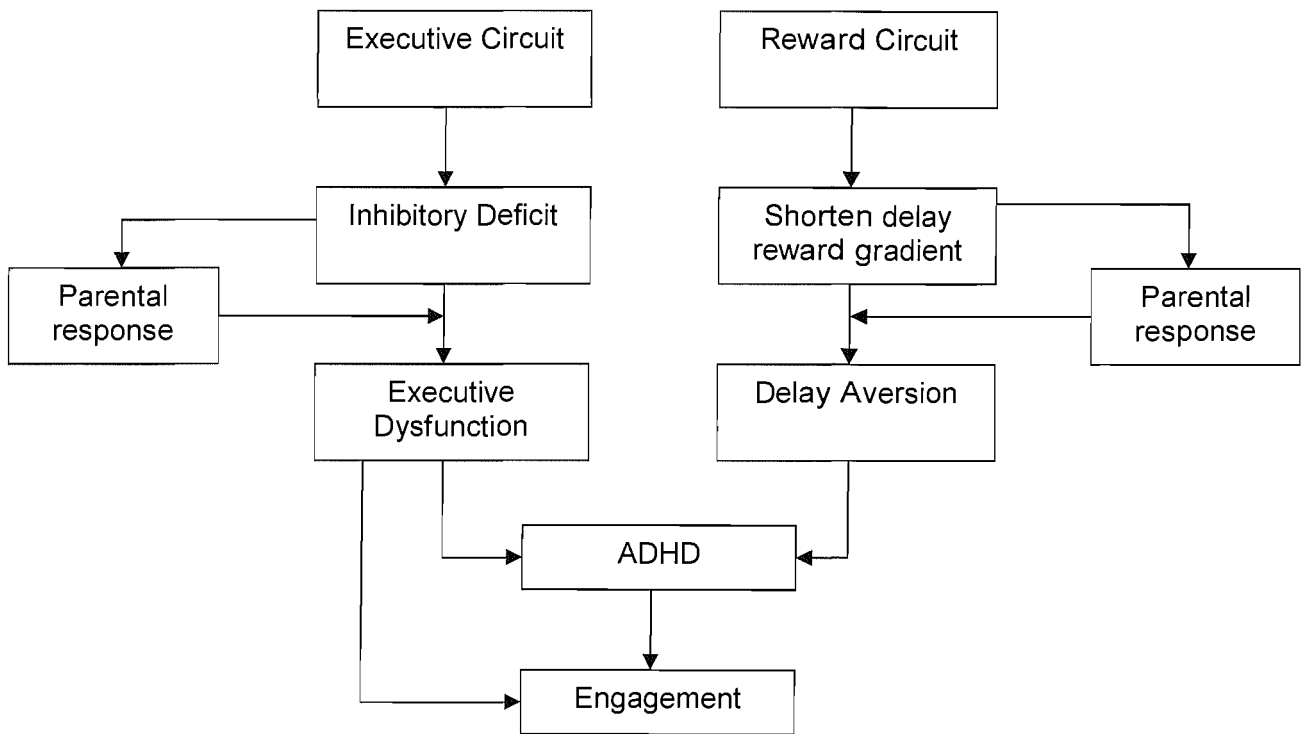 Executive Circuit
Reward Circuit
Inhibitory Deficit
Shorten delay
reward gradient
Parental
response
Parental
response
Executive
Dysfunction
Delay Aversion
ADHD
Engagement